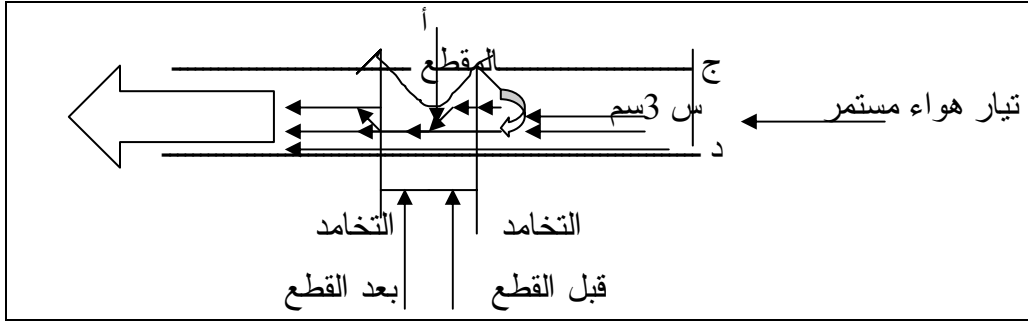 أ
المقطع
ج
س 3سم
تيار هواء مستمر
د
التخامد
التخامد
قبل القطع
بعد القطع